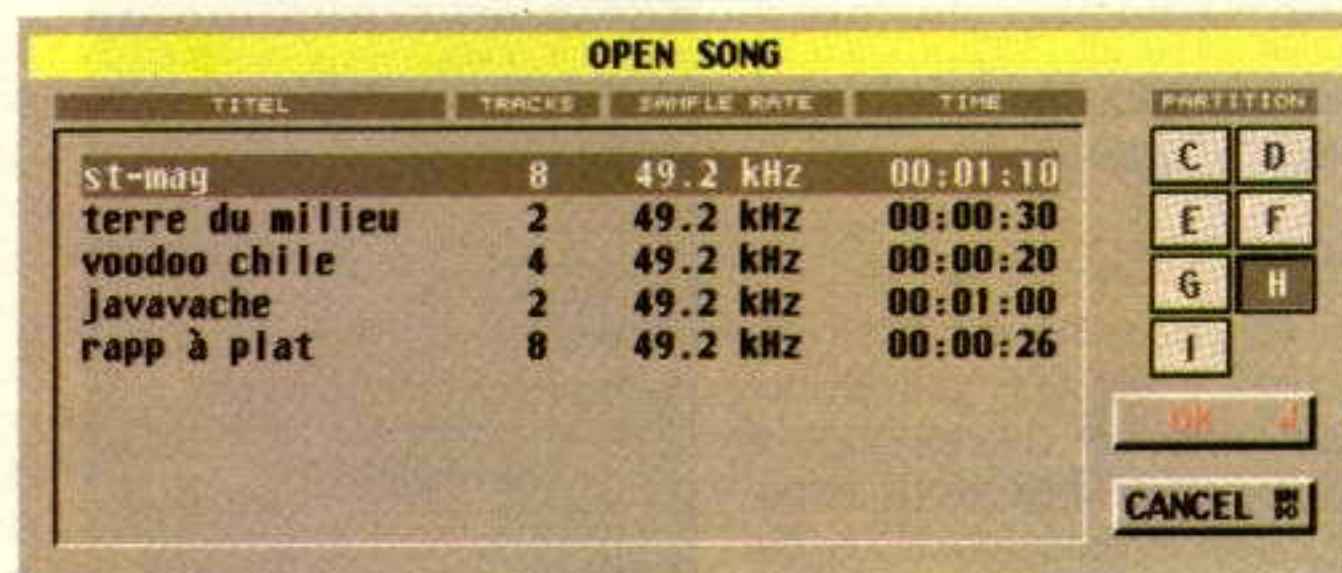 OPEN SONG
TITEL TRACKS SAMPLE RATE TIME PARTITION
st-mag 8 49.2 kHz 00:01:10
terre du milieu 2 49.2 kHz 00:00:30
voodoo chile 4 49.2 kHz 00:00:20
javavache 2 49.2 kHz 00:01:00
rapp à plat 8 49.2 kHz 00:00:26
C D
E F
G H
I
OK
CANCEL